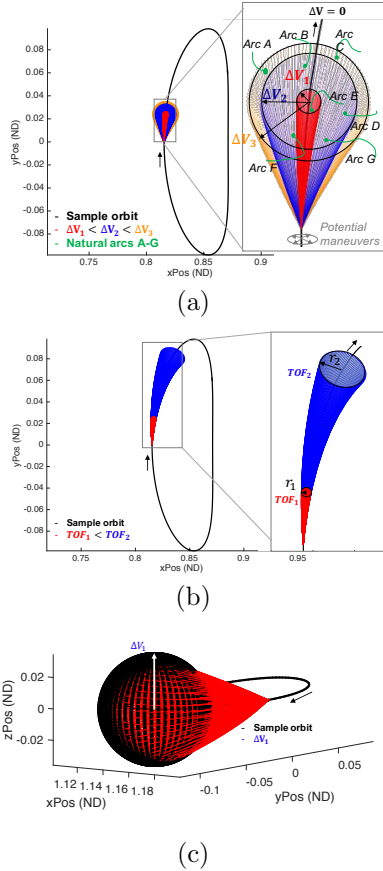 ΔV = 0
Arc A
Arc B
Arc C
ΔV₁
ΔV₂
Arc E
Arc D
ΔV₃
Arc F
Arc G
Potential maneuvers
0.08
0.06
0.04
0.02
0
-0.02
-0.04
-0.06
-0.08
yPos (ND)
- Sample orbit
- ΔV₁ < ΔV₂ < ΔV₃
- Natural arcs A-G
0.75
0.8
0.85
0.9
xPos (ND)
(a)
0.08
0.06
0.04
0.02
0
-0.02
-0.04
-0.06
-0.08
yPos (ND)
r₂
TOF₂
r₁
TOF₁
- Sample orbit
- TOF₁ < TOF₂
0.75
0.8
0.85
0.9
0.95
xPos (ND)
(b)
ΔV₁
0.02
0
-0.02
zPos (ND)
- Sample orbit
- ΔV₁
1.12
1.14
1.16
1.18
xPos (ND)
-0.1
-0.05
0
0.05
yPos (ND)
(c)